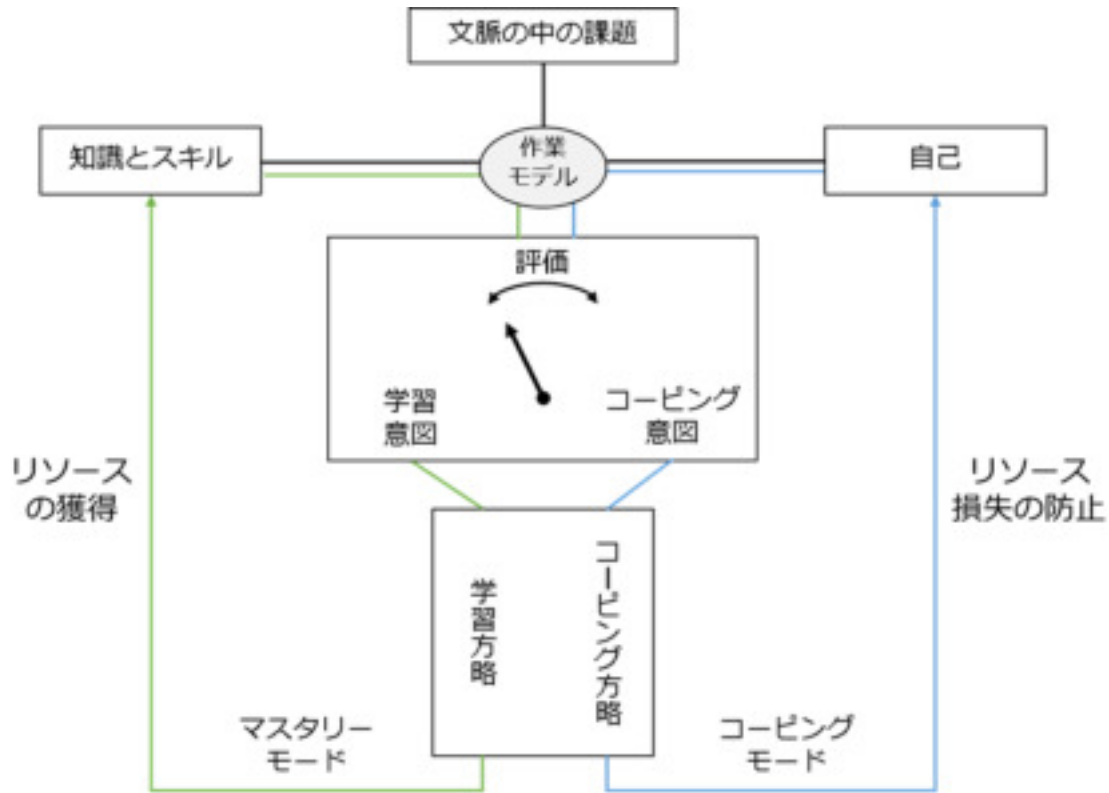 文脈の中の課題
知識とスキル
作業
モデル
自己
評価
学習
意図
コーピング
意図
リソース
の獲得
リソース
損失の防止
学習方略
コーピング方略
マスタリー
モード
コーピング
モード